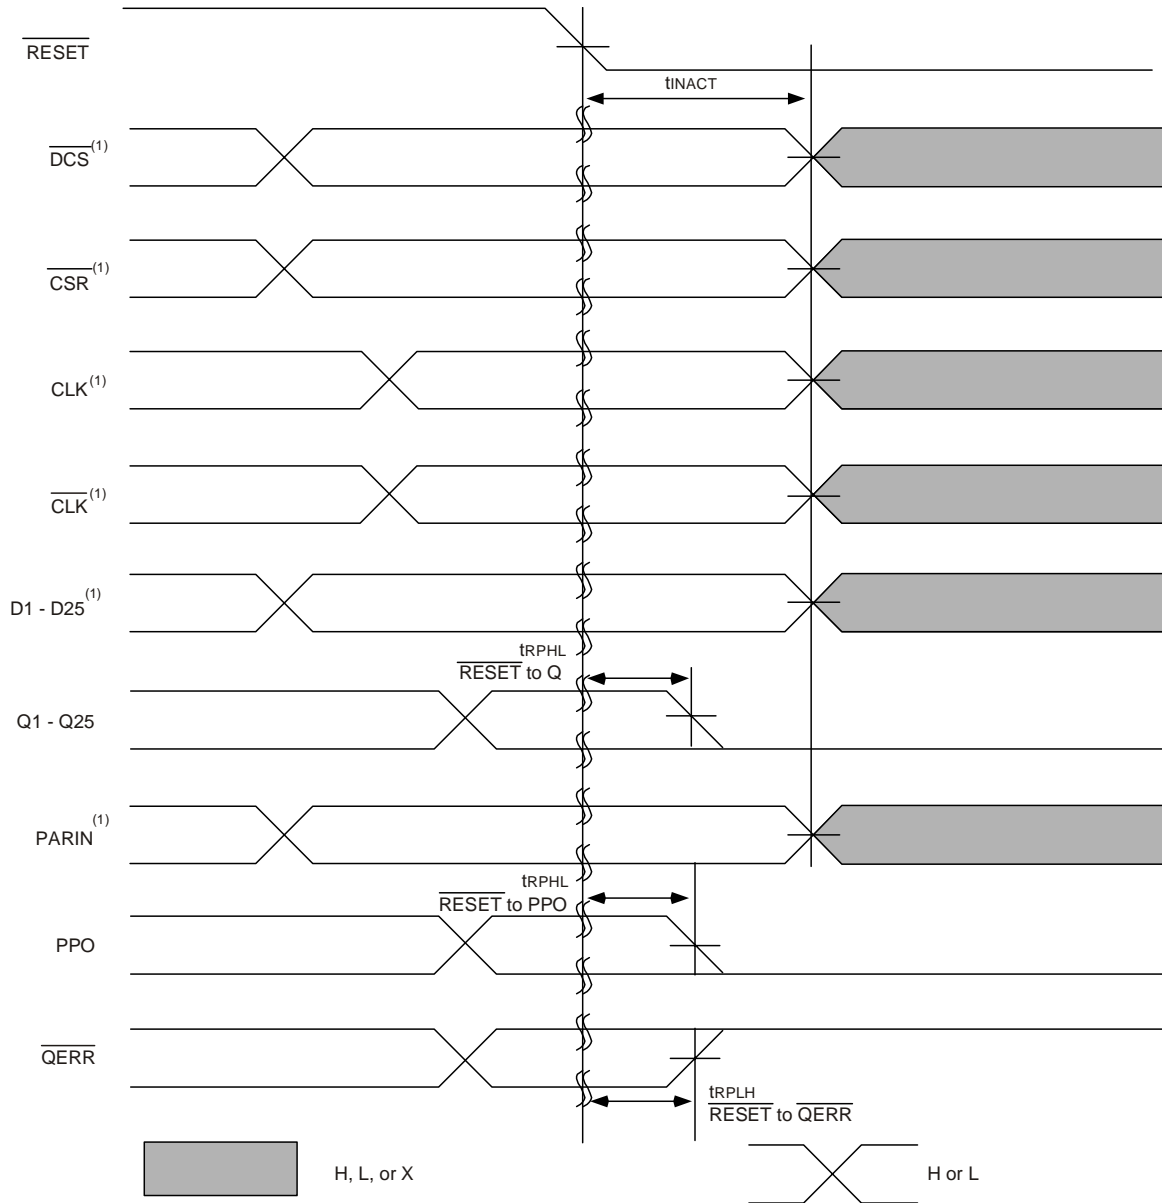 RESET
tINACT
DCS(1)
CSR(1)
CLK(1)
CLK(1)
D1 - D25(1)
tRPHL
RESET to Q
Q1 - Q25
PARIN(1)
tRPHL
RESET to PPO
PPO
QERR
tRPLH
RESET to QERR
H, L, or X
H or L